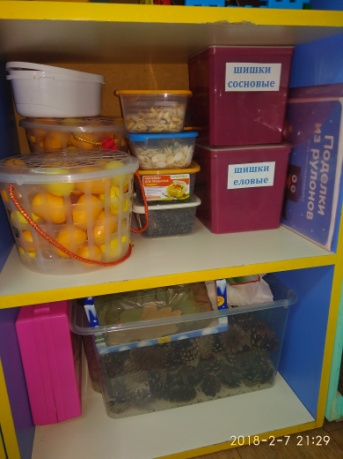 ШИШКИ
СОСНОВЫЕ
ШИШКИ
ЕЛОВЫЕ
Поделки
из рулонов
2018-2-7 21:29